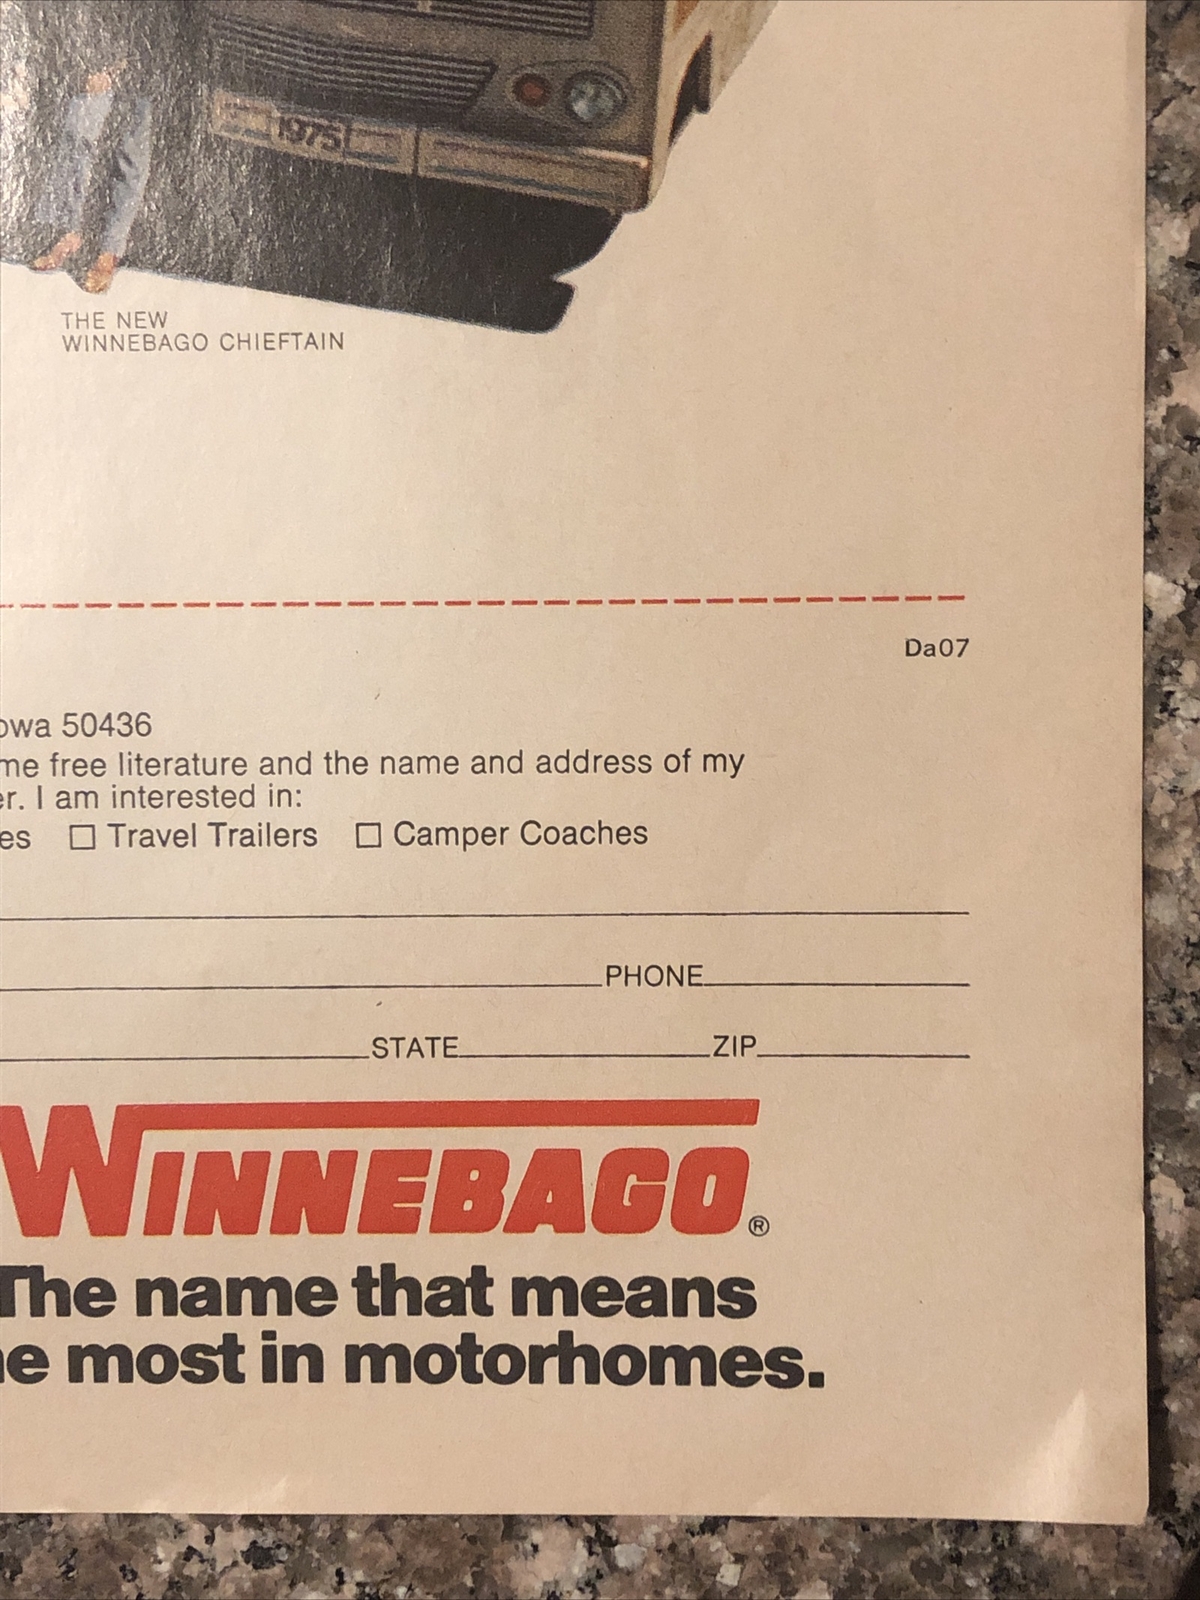 1975
THE NEW
WINNEBAGO CHIEFTAIN
Da07
owa 50436
me free literature and the name and address of my
er. I am interested in:
es ☐ Travel Trailers ☐ Camper Coaches
PHONE
STATE ZIP
WINNEBAGO®
The name that means
he most in motorhomes.